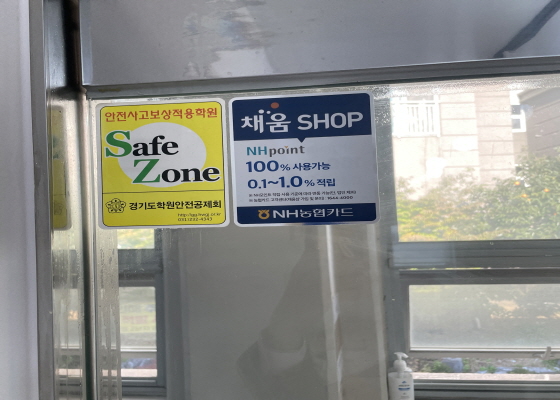 안전사고보상적용학원
Safe
Zone
경기도학원안전공제회
채움 SHOP
NHpoint
100% 사용가능
0.1~1.0% 적립
1644-4000
NH농협카드